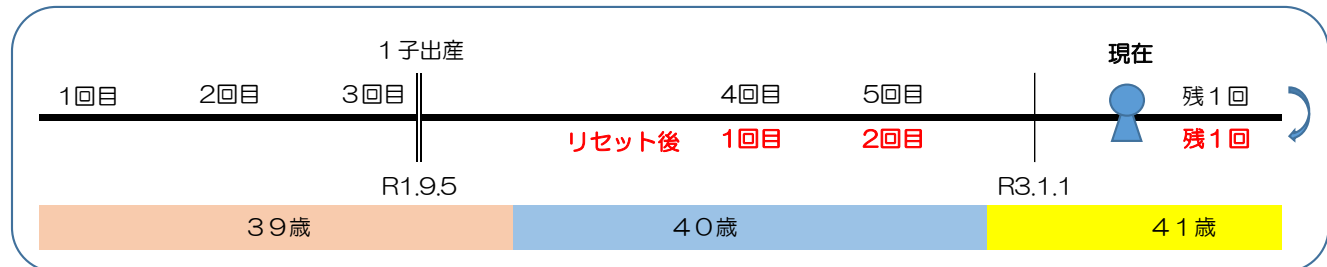 1子出産
現在
1回目 2回目 3回目 4回目 5回目 残1回
リセット後 1回目 2回目 残1回
R1.9.5 R3.1.1
39歳 40歳 41歳